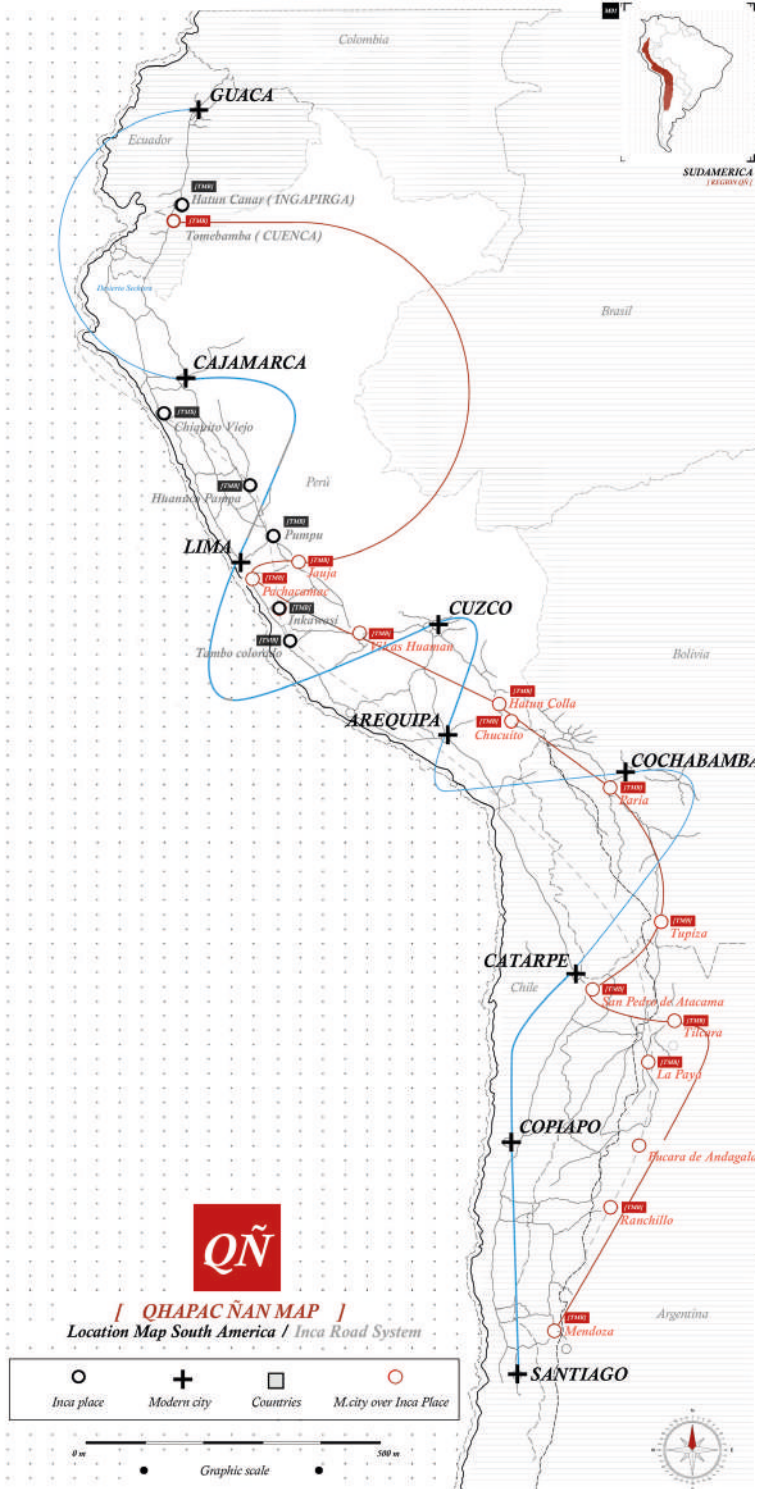 M01
Colombia
GUACA
Ecuador
SUDAMERICA
[ REGION QÑ ]
[TMB]
Hatun Canar ( INGAPIRGA)
[TMB]
Tomebamba ( CUENCA)
Desierto Sechura
Brasil
CAJAMARCA
[TMB]
Chiquito Viejo
Perú
[TMB]
Huanuco Pampa
[TMB]
Pumpu
LIMA
[TMB]
Jauja
[TMB]
Pachacamac
[TMB]
Inkawasi
CUZCO
[TMB]
Vilcas Huaman
[TMB]
Tambo colorado
Bolivia
[TMB]
Hatun Colla
[TMB]
Chucuito
AREQUIPA
COCHABAMBA
[TMB]
Paria
[TMB]
Tupiza
CATARPE
Chile
[TMB]
San Pedro de Atacama
[TMB]
Tilcara
[TMB]
La Paya
COPIAPO
Pucara de Andagala
[TMB]
Ranchillo
QÑ
[ QHAPAC ÑAN MAP ]
Location Map South America / Inca Road System
Argentina
[TMB]
Mendoza
SANTIAGO
Inca place
Modern city
Countries
M.city over Inca Place
0 m
500 m
Graphic scale